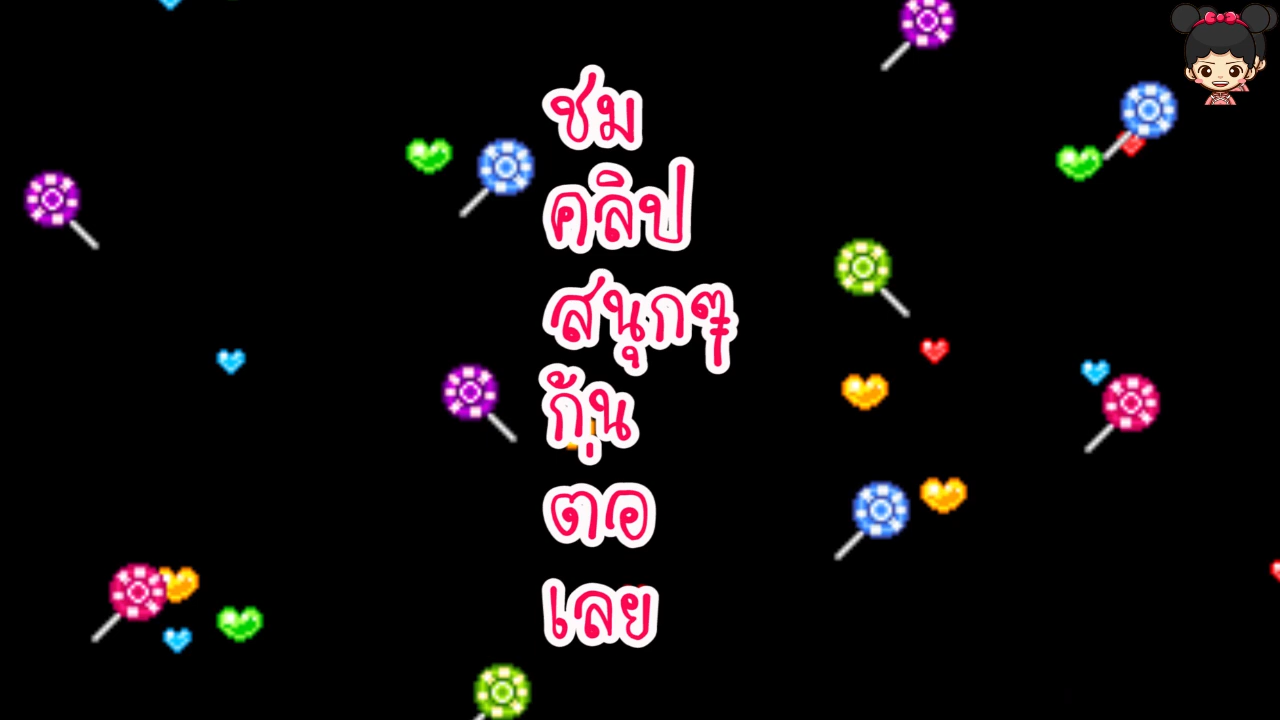 ชม
คลิป
สนุกๆ
กุ้น
ตอ
เลย